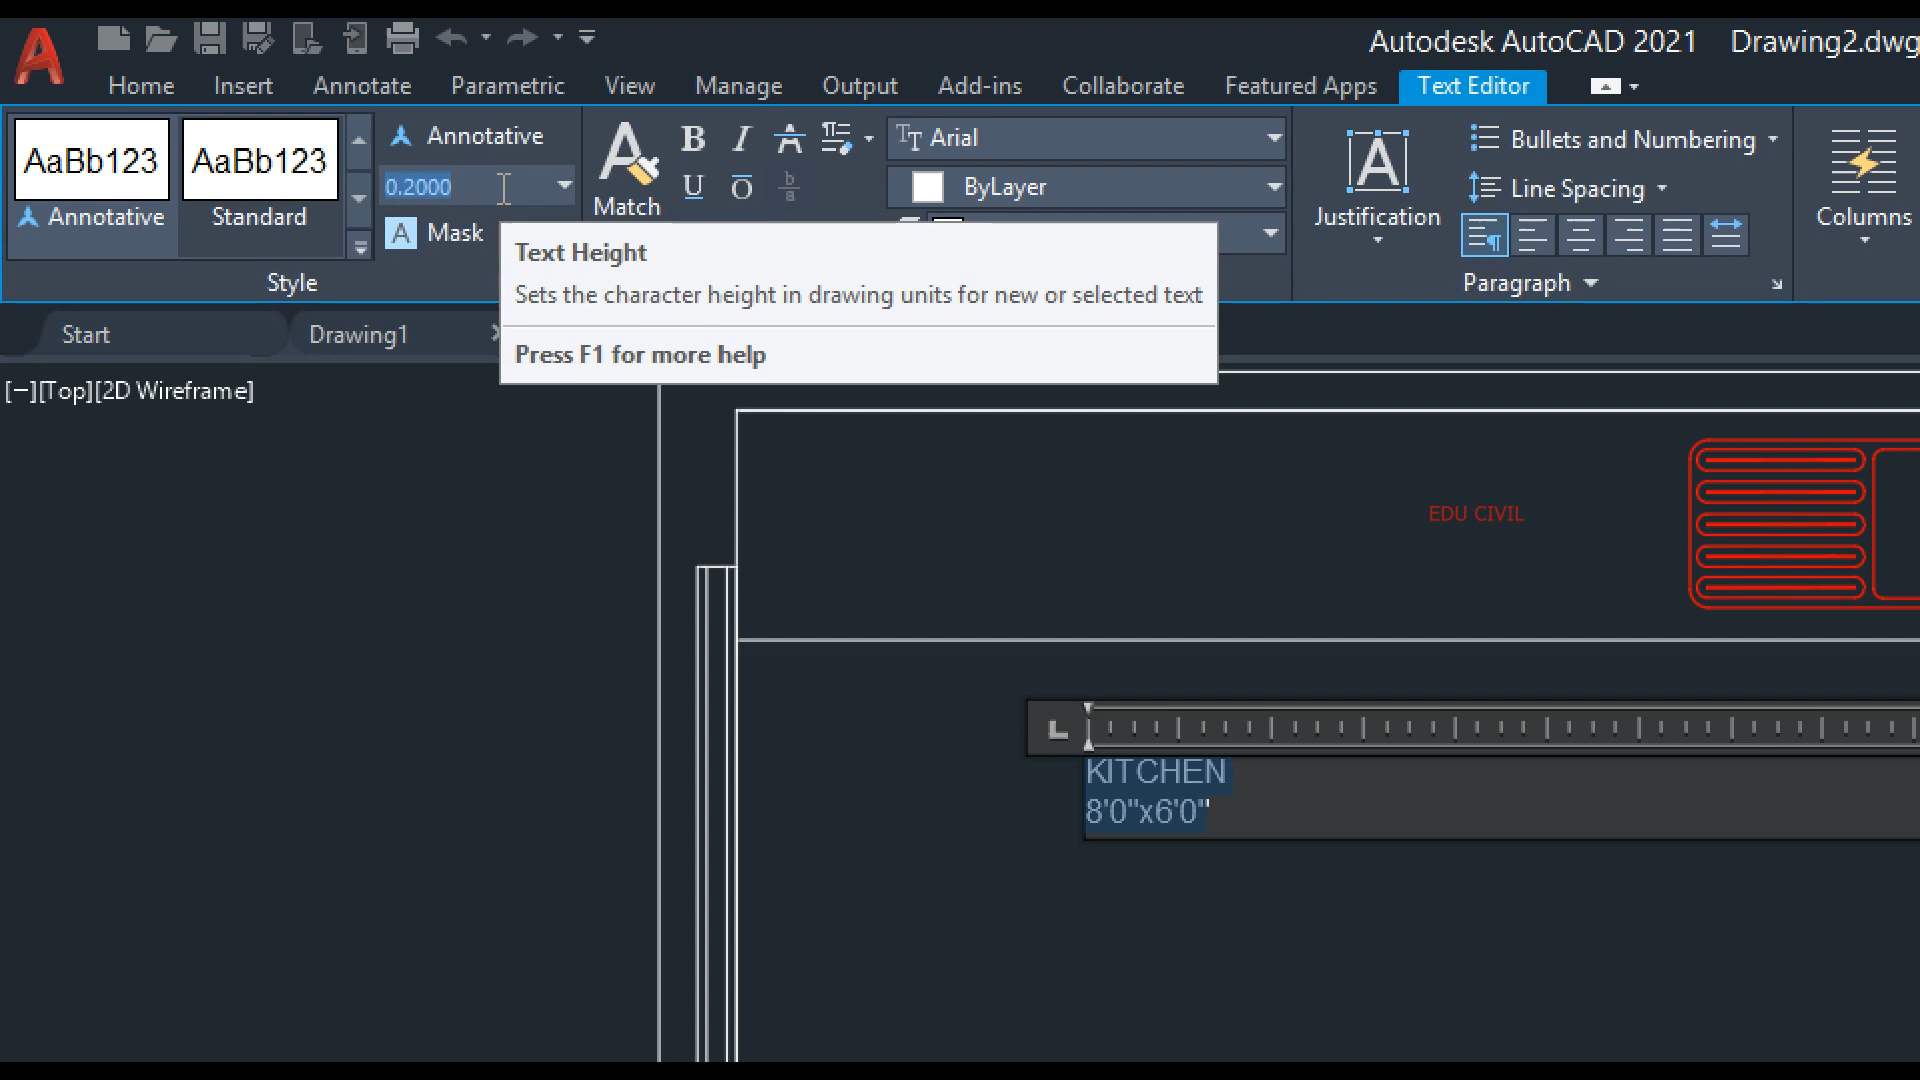 Autodesk AutoCAD 2021 Drawing2.dwg
Home Insert Annotate Parametric View Manage Output Add-ins Collaborate Featured Apps Text Editor
AaBb123 AaBb123
Annotative Standard
Style
Annotative
0.2000
A Mask
Match
B I A
U O b/a
Arial
ByLayer
A
Justification
Bullets and Numbering
Line Spacing
Paragraph
Columns
Text Height
Sets the character height in drawing units for new or selected text
Press F1 for more help
Start Drawing1
[−][Top][2D Wireframe]
EDU CIVIL
KITCHEN
8'0"x6'0"